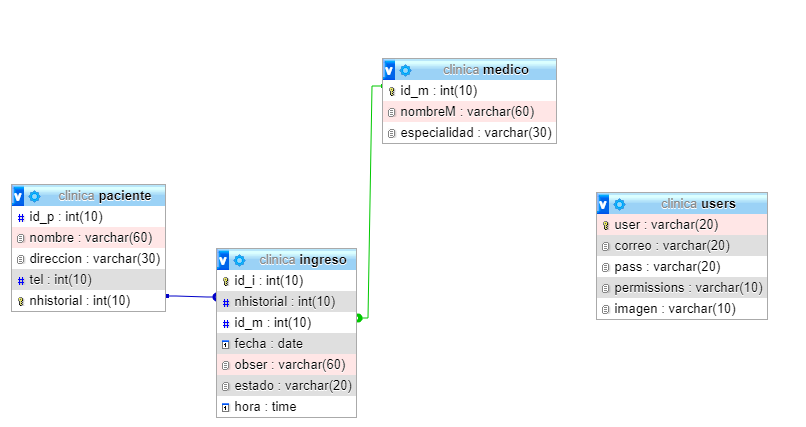 clinica medico
id_m : int(10)
nombreM : varchar(60)
especialidad : varchar(30)
clinica paciente
id_p : int(10)
nombre : varchar(60)
direccion : varchar(30)
tel : int(10)
nhistorial : int(10)
clinica ingreso
id_i : int(10)
nhistorial : int(10)
id_m : int(10)
fecha : date
obser : varchar(60)
estado : varchar(20)
hora : time
clinica users
user : varchar(20)
correo : varchar(20)
pass : varchar(20)
permissions : varchar(10)
imagen : varchar(10)